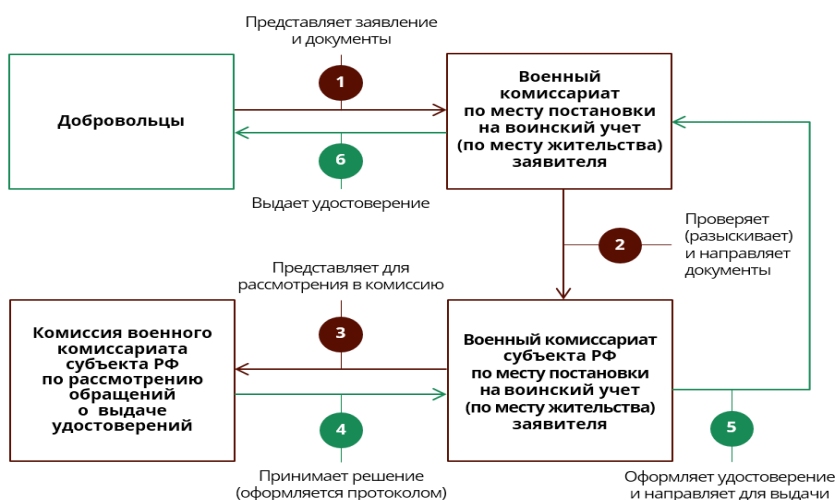 Представляет заявление
и документы
1
Добровольцы
Военный
комиссариат
по месту постановки
на воинский учет
(по месту жительства)
заявителя
6
Выдает удостоверение
2
Проверяет
(разыскивает)
и направляет
документы
Представляет для
рассмотрения в комиссию
3
Комиссия военного
комиссариата
субъекта РФ
по рассмотрению
обращений
о выдаче
удостоверений
Военный комиссариат
субъекта РФ
по месту постановки
на воинский учет
(по месту жительства)
заявителя
4
Принимает решение
(оформляется протоколом)
5
Оформляет удостоверение
и направляет для выдачи